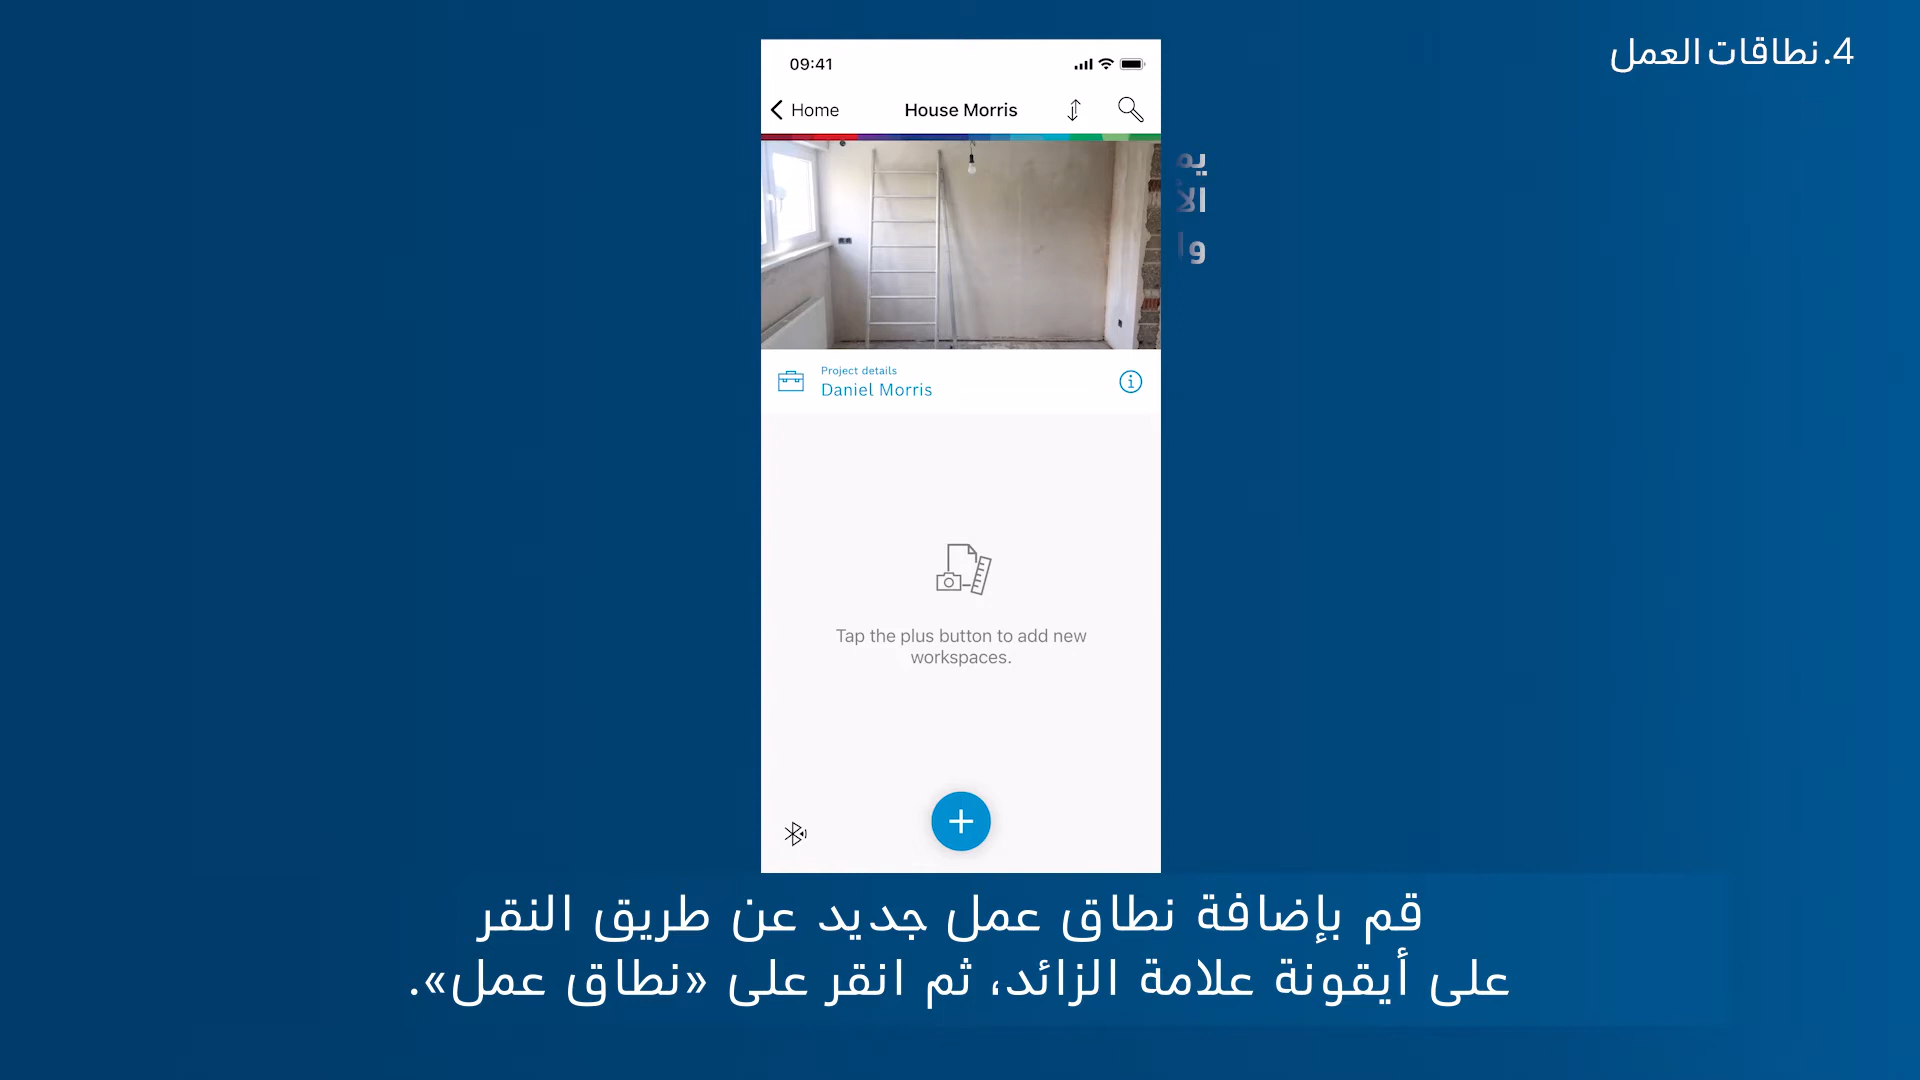 4. نطاقات العمل
09:41
Home
House Morris
Project details
Daniel Morris
Tap the plus button to add new
workspaces.
قم بإضافة نطاق عمل جديد عن طريق النقر
على أيقونة علامة الزائد، ثم انقر على «نطاق عمل».